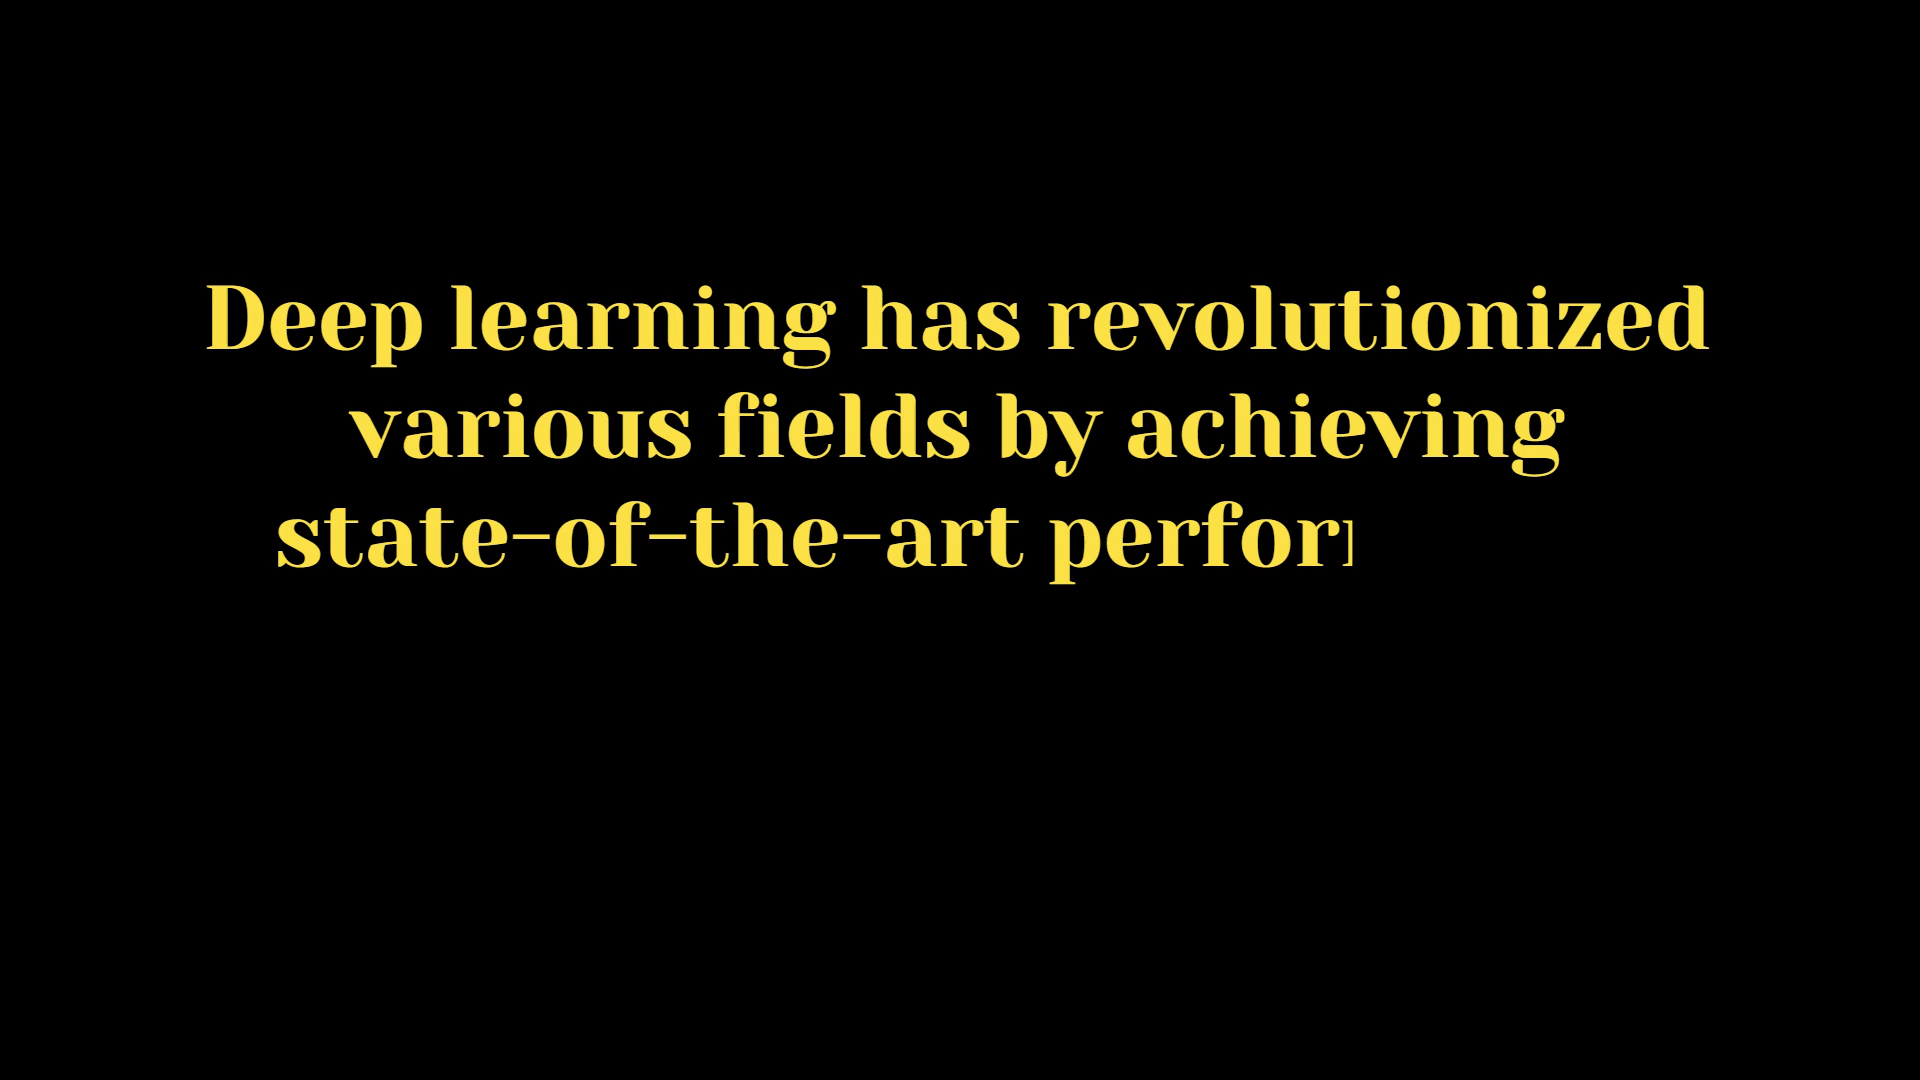 Deep learning has revolutionized
various fields by achieving
state-of-the-art perfor